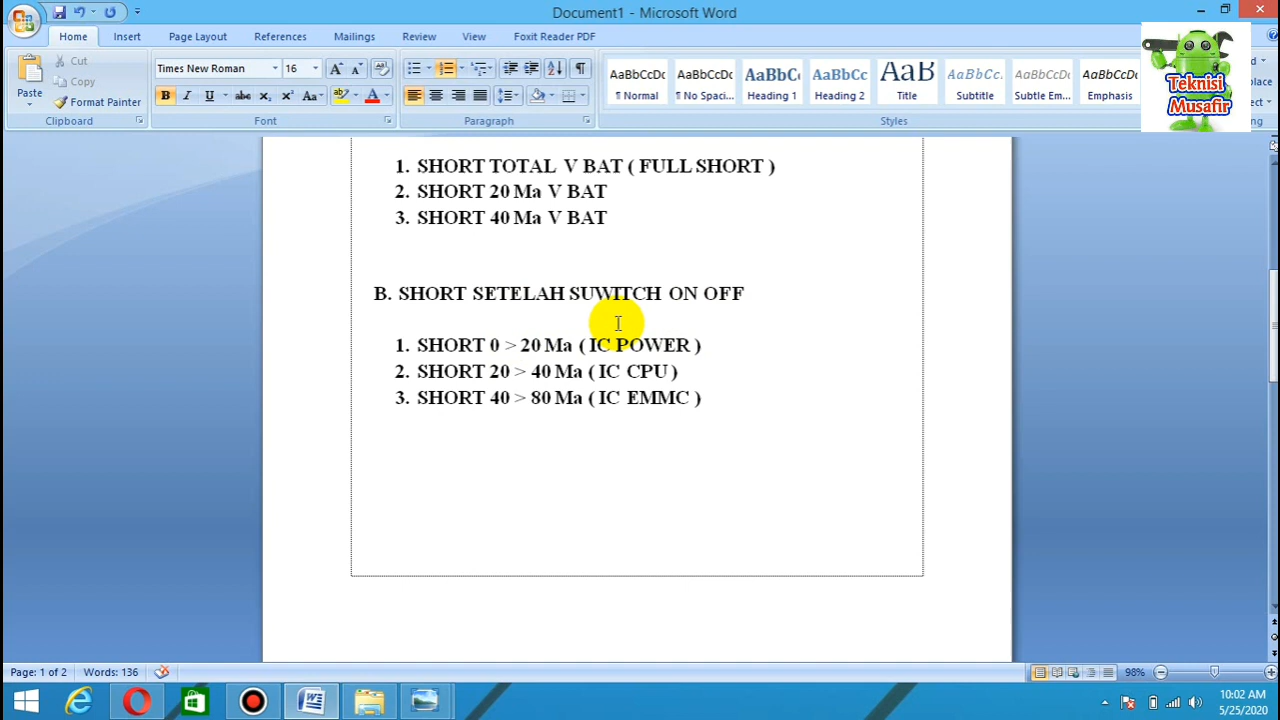 Document1 - Microsoft Word
Home Insert Page Layout References Mailings Review View Foxit Reader PDF
Paste
Cut
Copy
Format Painter
Clipboard
Times New Roman 16
Font
Paragraph
AaBbCcDc AaBbCcDc AaBbC AaBbCc AaB AaBbCc. AaBbCcDc AaBbCcDc
¶ Normal ¶ No Spaci... Heading 1 Heading 2 Title Subtitle Subtle Em... Emphasis
Styles
Teknisi
Musafir
1. SHORT TOTAL V BAT ( FULL SHORT )
2. SHORT 20 Ma V BAT
3. SHORT 40 Ma V BAT
B. SHORT SETELAH SUWITCH ON OFF
1. SHORT 0 > 20 Ma ( IC POWER )
2. SHORT 20 > 40 Ma ( IC CPU )
3. SHORT 40 > 80 Ma ( IC EMMC )
Page: 1 of 2 Words: 136 98%
10:02 AM
5/25/2020